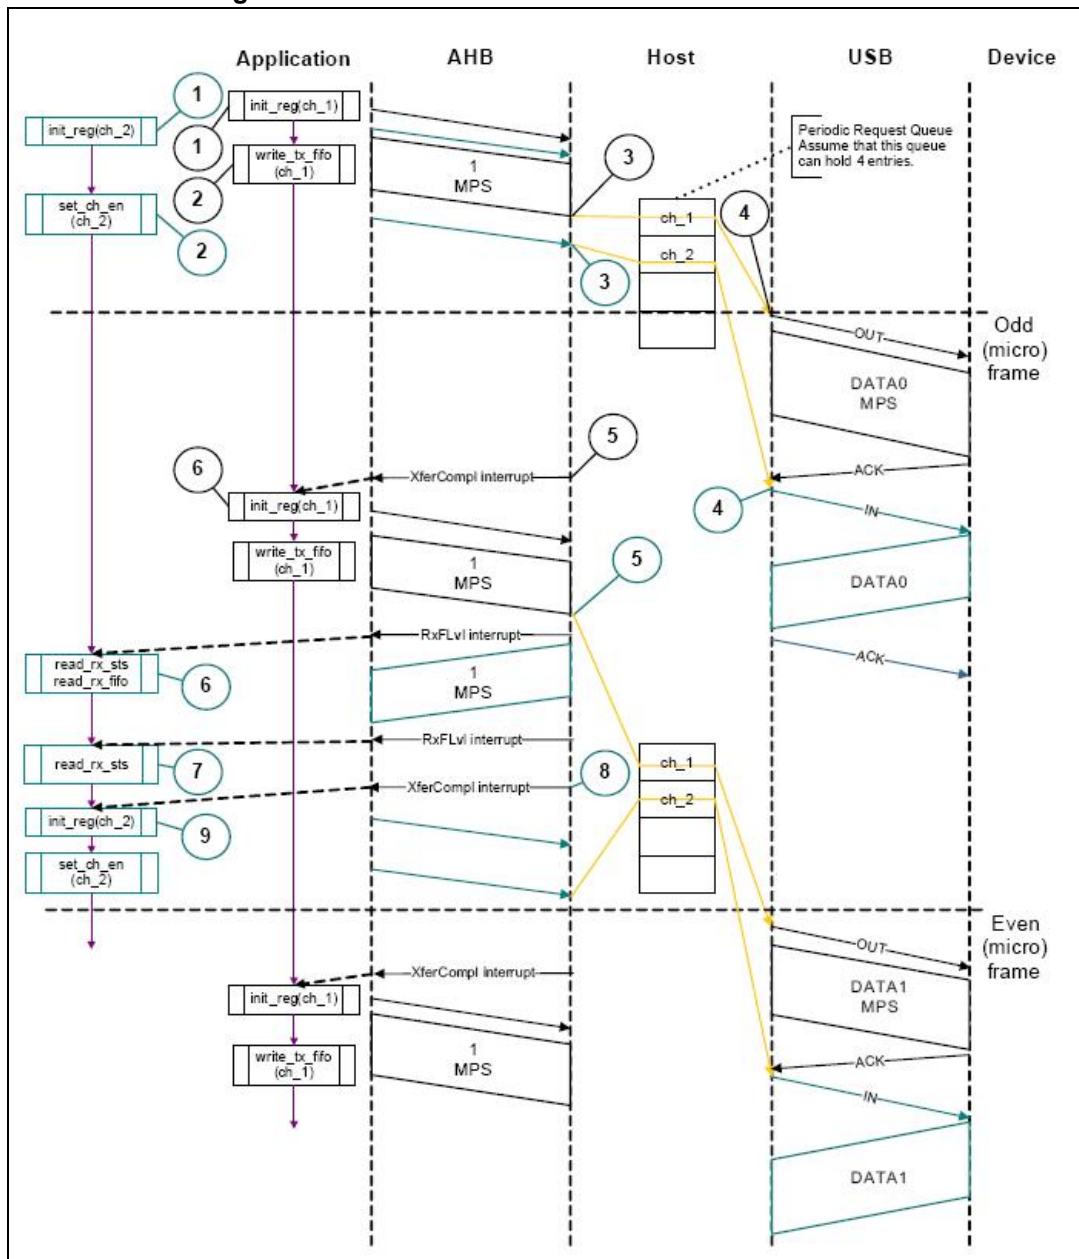 Application
AHB
Host
USB
Device
1
init_reg(ch_1)
init_reg(ch_2)
1
write_tx_fifo
(ch_1)
2
set_ch_en
(ch_2)
2
1
MPS
3
3
Periodic Request Queue
Assume that this queue
can hold 4 entries.
4
ch_1
ch_2
Odd
(micro)
frame
OUT
DATA0
MPS
ACK
5
XferCompl interrupt
6
init_reg(ch_1)
4
IN
write_tx_fifo
(ch_1)
1
MPS
5
DATA0
RxFLvl interrupt
ACK
read_rx_sts
read_rx_fifo
6
1
MPS
RxFLvl interrupt
read_rx_sts
7
8
XferCompl interrupt
ch_1
ch_2
init_reg(ch_2)
9
set_ch_en
(ch_2)
Even
(micro)
frame
OUT
XferCompl interrupt
init_reg(ch_1)
DATA1
MPS
write_tx_fifo
(ch_1)
1
MPS
ACK
IN
DATA1